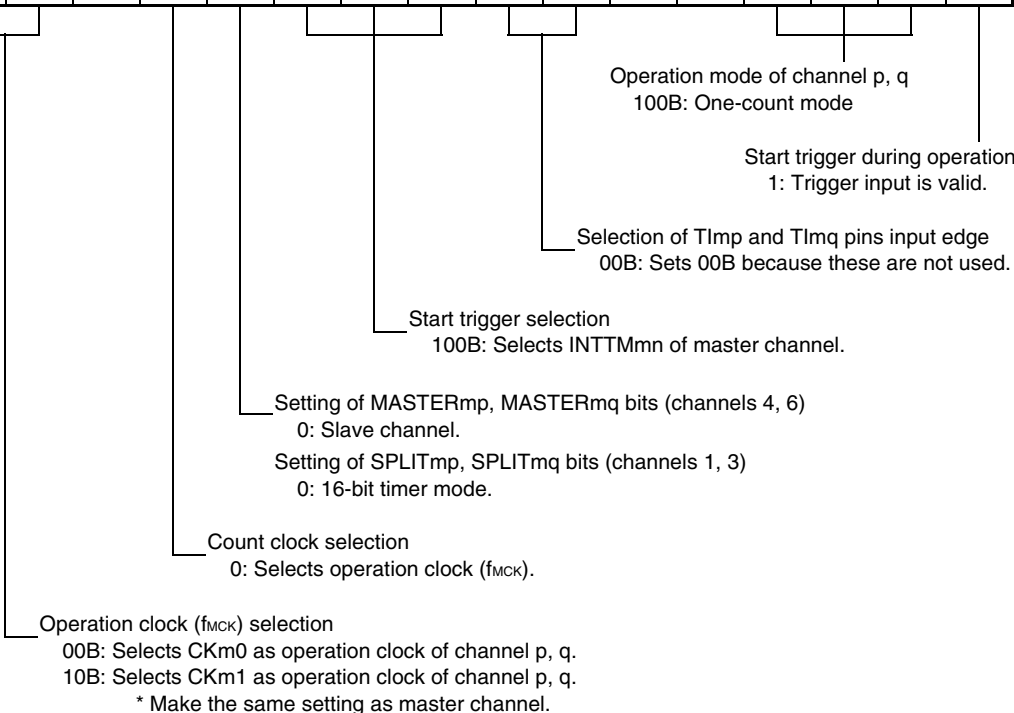 Operation mode of channel p, q
100B: One-count mode
Start trigger during operation
1: Trigger input is valid.
Selection of TImp and TImq pins input edge
00B: Sets 00B because these are not used.
Start trigger selection
100B: Selects INTTMmn of master channel.
Setting of MASTERmp, MASTERmq bits (channels 4, 6)
0: Slave channel.
Setting of SPLITmp, SPLITmq bits (channels 1, 3)
0: 16-bit timer mode.
Count clock selection
0: Selects operation clock (fMCK).
Operation clock (fMCK) selection
00B: Selects CKm0 as operation clock of channel p, q.
10B: Selects CKm1 as operation clock of channel p, q.
* Make the same setting as master channel.